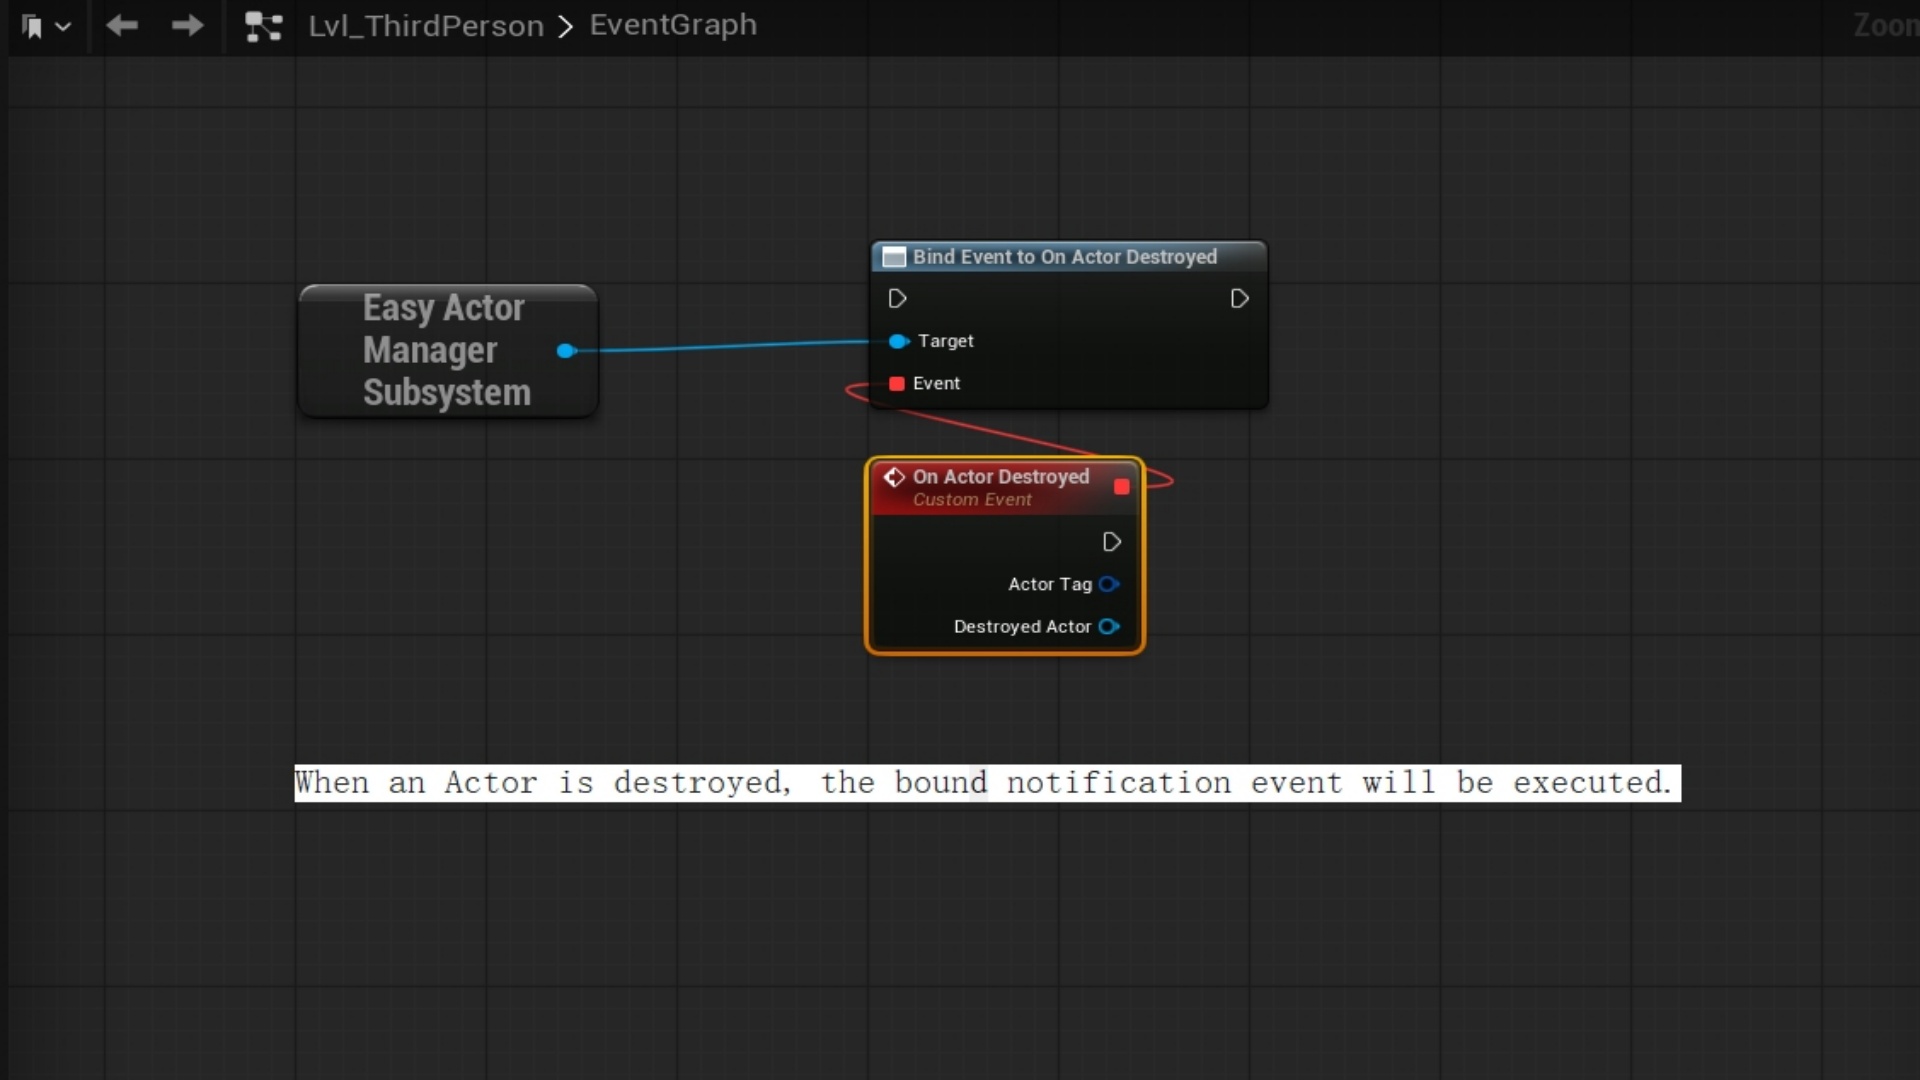 Lvl_ThirdPerson > EventGraph
Zoom
Bind Event to On Actor Destroyed
Easy Actor
Manager
Subsystem
Target
Event
On Actor Destroyed
Custom Event
Actor Tag
Destroyed Actor
When an Actor is destroyed, the bound notification event will be executed.